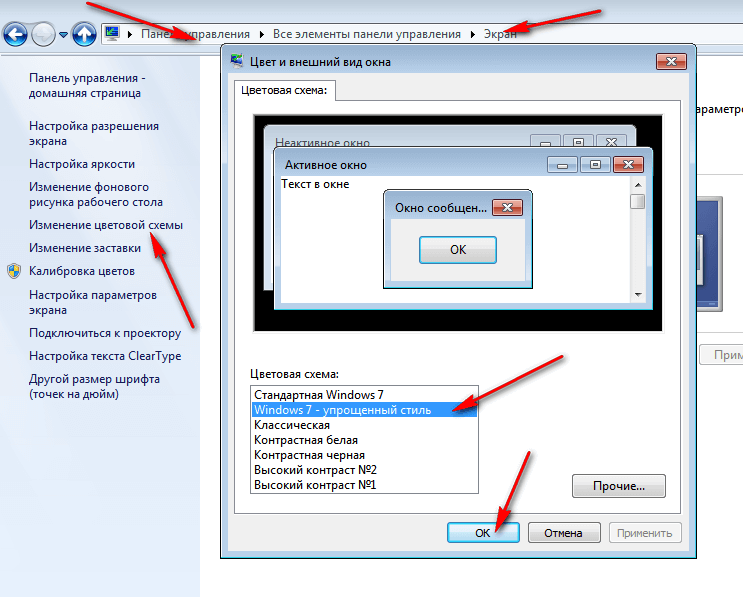 Панель управления ▸ Все элементы панели управления ▸ Экран
Панель управления -
домашняя страница
Настройка разрешения
экрана
Настройка яркости
Изменение фонового
рисунка рабочего стола
Изменение цветовой схемы
Изменение заставки
Калибровка цветов
Настройка параметров
экрана
Подключиться к проектору
Настройка текста ClearType
Другой размер шрифта
(точек на дюйм)
Цвет и внешний вид окна
Цветовая схема:
Неактивное окно
Активное окно
Текст в окне
Окно сообщен...
OK
Цветовая схема:
Стандартная Windows 7
Windows 7 - упрощенный стиль
Классическая
Контрастная белая
Контрастная черная
Высокий контраст №2
Высокий контраст №1
Прочие...
OK
Отмена
Применить
араметро
Прим